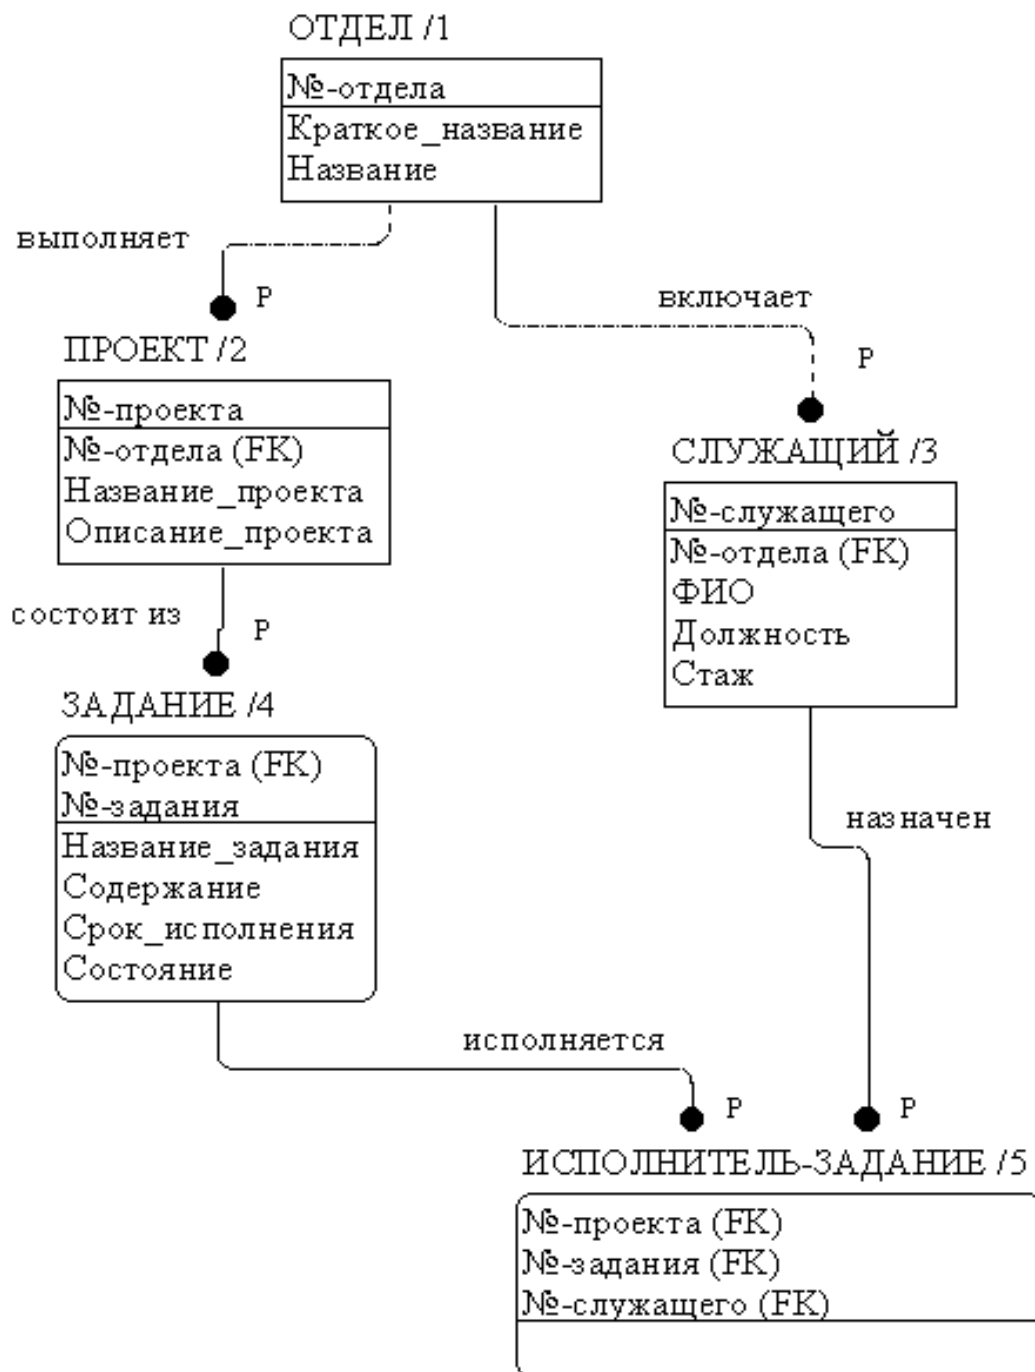 ОТДЕЛ /1
№-отдела
Краткое_название
Название
выполняет
P
включает
P
ПРОЕКТ /2
№-проекта
№-отдела (FK)
Название_проекта
Описание_проекта
СЛУЖАЩИЙ /3
№-служащего
№-отдела (FK)
ФИО
Должность
Стаж
состоит из
P
ЗАДАНИЕ /4
№-проекта (FK)
№-задания
Название_задания
Содержание
Срок_исполнения
Состояние
назначен
исполняется
P
P
ИСПОЛНИТЕЛЬ-ЗАДАНИЕ /5
№-проекта (FK)
№-задания (FK)
№-служащего (FK)